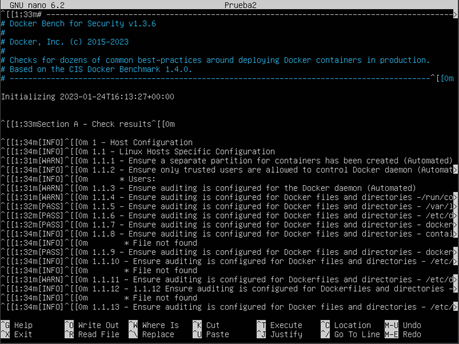 GNU nano 6.2 Prueba2
^[[1;33m# --------------------------------------------------------------------------------------------
# Docker Bench for Security v1.3.6
#
# Docker, Inc. (c) 2015-2023
#
# Checks for dozens of common best-practices around deploying Docker containers in production.
# Based on the CIS Docker Benchmark 1.4.0.
# --------------------------------------------------------------------------------------------^[[0m
Initializing 2023-01-24T16:13:27+00:00
^[[1;33mSection A - Check results^[[0m
^[[1;34m[INFO]^[[0m 1 - Host Configuration
^[[1;34m[INFO]^[[0m 1.1 - Linux Hosts Specific Configuration
^[[1;31m[WARN]^[[0m 1.1.1 - Ensure a separate partition for containers has been created (Automated)
^[[1;34m[INFO]^[[0m 1.1.2 - Ensure only trusted users are allowed to control Docker daemon (Automat>
^[[1;34m[INFO]^[[0m * Users:
^[[1;31m[WARN]^[[0m 1.1.3 - Ensure auditing is configured for the Docker daemon (Automated)
^[[1;31m[WARN]^[[0m 1.1.4 - Ensure auditing is configured for Docker files and directories -/run/co>
^[[1;32m[PASS]^[[0m 1.1.5 - Ensure auditing is configured for Docker files and directories - /var/l>
^[[1;32m[PASS]^[[0m 1.1.6 - Ensure auditing is configured for Docker files and directories - /etc/d>
^[[1;32m[PASS]^[[0m 1.1.7 - Ensure auditing is configured for Docker files and directories - docker>
^[[1;34m[INFO]^[[0m 1.1.8 - Ensure auditing is configured for Docker files and directories - contai>
^[[1;34m[INFO]^[[0m * File not found
^[[1;32m[PASS]^[[0m 1.1.9 - Ensure auditing is configured for Docker files and directories - docker>
^[[1;34m[INFO]^[[0m 1.1.10 - Ensure auditing is configured for Docker files and directories - /etc/>
^[[1;34m[INFO]^[[0m * File not found
^[[1;31m[WARN]^[[0m 1.1.11 - Ensure auditing is configured for Docker files and directories - /etc/d>
^[[1;34m[INFO]^[[0m 1.1.12 - 1.1.12 Ensure auditing is configured for Dockerfiles and directories ->
^[[1;34m[INFO]^[[0m * File not found
^[[1;34m[INFO]^[[0m 1.1.13 - Ensure auditing is configured for Docker files and directories - /etc/>
^G Help ^O Write Out ^W Where Is ^K Cut ^T Execute ^C Location M-U Undo
^X Exit ^R Read File ^\ Replace ^U Paste ^J Justify ^/ Go To Line M-E Redo